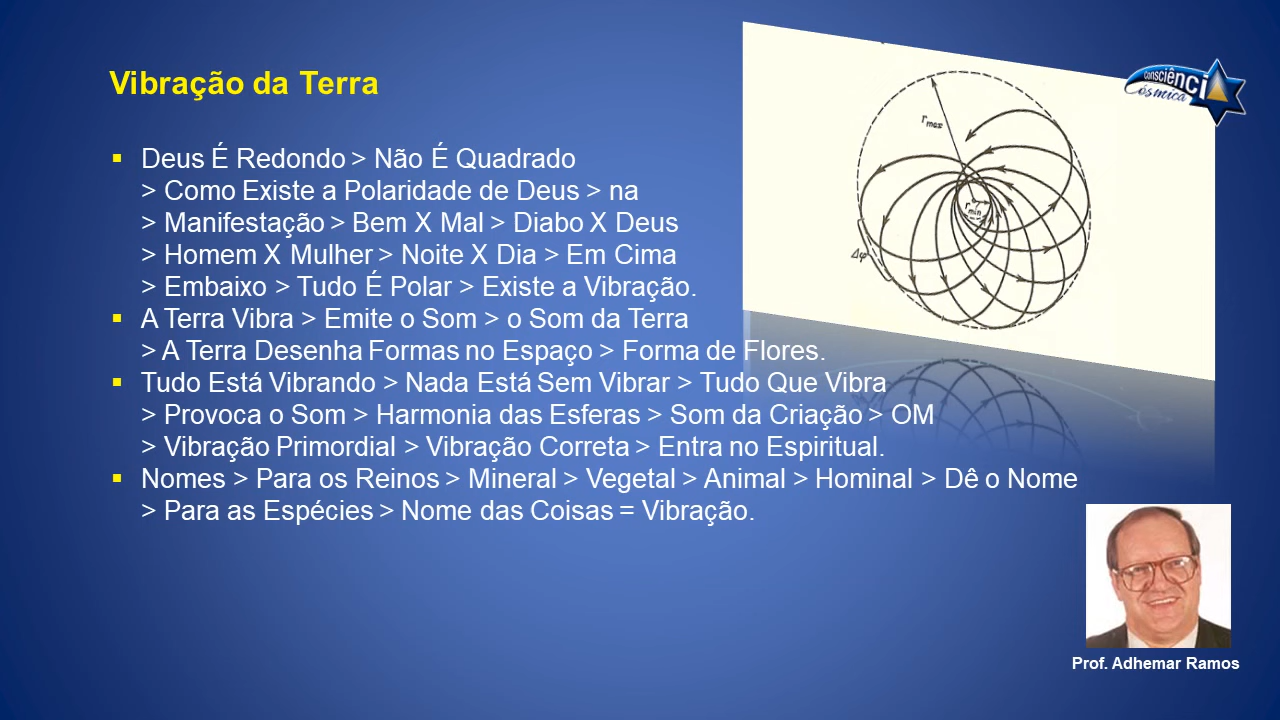 Vibração da Terra
Deus É Redondo > Não É Quadrado
> Como Existe a Polaridade de Deus > na
> Manifestação > Bem X Mal > Diabo X Deus
> Homem X Mulher > Noite X Dia > Em Cima
> Embaixo > Tudo É Polar > Existe a Vibração.
A Terra Vibra > Emite o Som > o Som da Terra
> A Terra Desenha Formas no Espaço > Forma de Flores.
Tudo Está Vibrando > Nada Está Sem Vibrar > Tudo Que Vibra
> Provoca o Som > Harmonia das Esferas > Som da Criação > OM
> Vibração Primordial > Vibração Correta > Entra no Espiritual.
Nomes > Para os Reinos > Mineral > Vegetal > Animal > Hominal > Dê o Nome
> Para as Espécies > Nome das Coisas = Vibração.
r max
r min
Δφ
consciênci
Cósmica
Prof. Adhemar Ramos